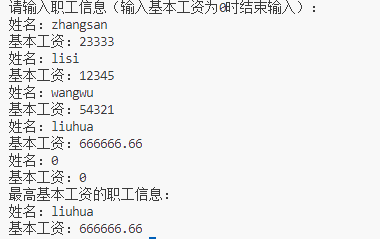 请输入职工信息（输入基本工资为0时结束输入）：
姓名：zhangsan
基本工资：23333
姓名：lisi
基本工资：12345
姓名：wangwu
基本工资：54321
姓名：liuhua
基本工资：666666.66
姓名：0
基本工资：0
最高基本工资的职工信息：
姓名：liuhua
基本工资：666666.66